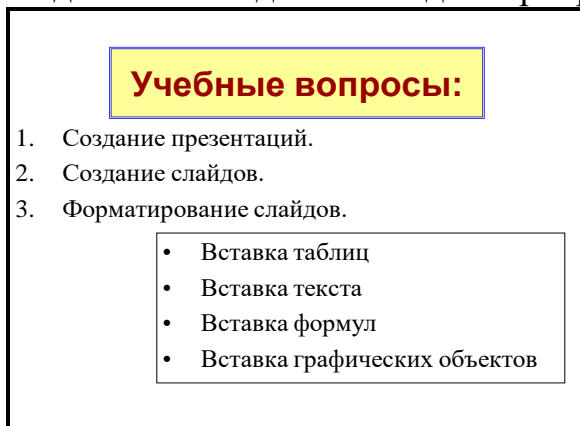 Учебные вопросы:
1. Создание презентаций.
2. Создание слайдов.
3. Форматирование слайдов.
• Вставка таблиц
• Вставка текста
• Вставка формул
• Вставка графических объектов